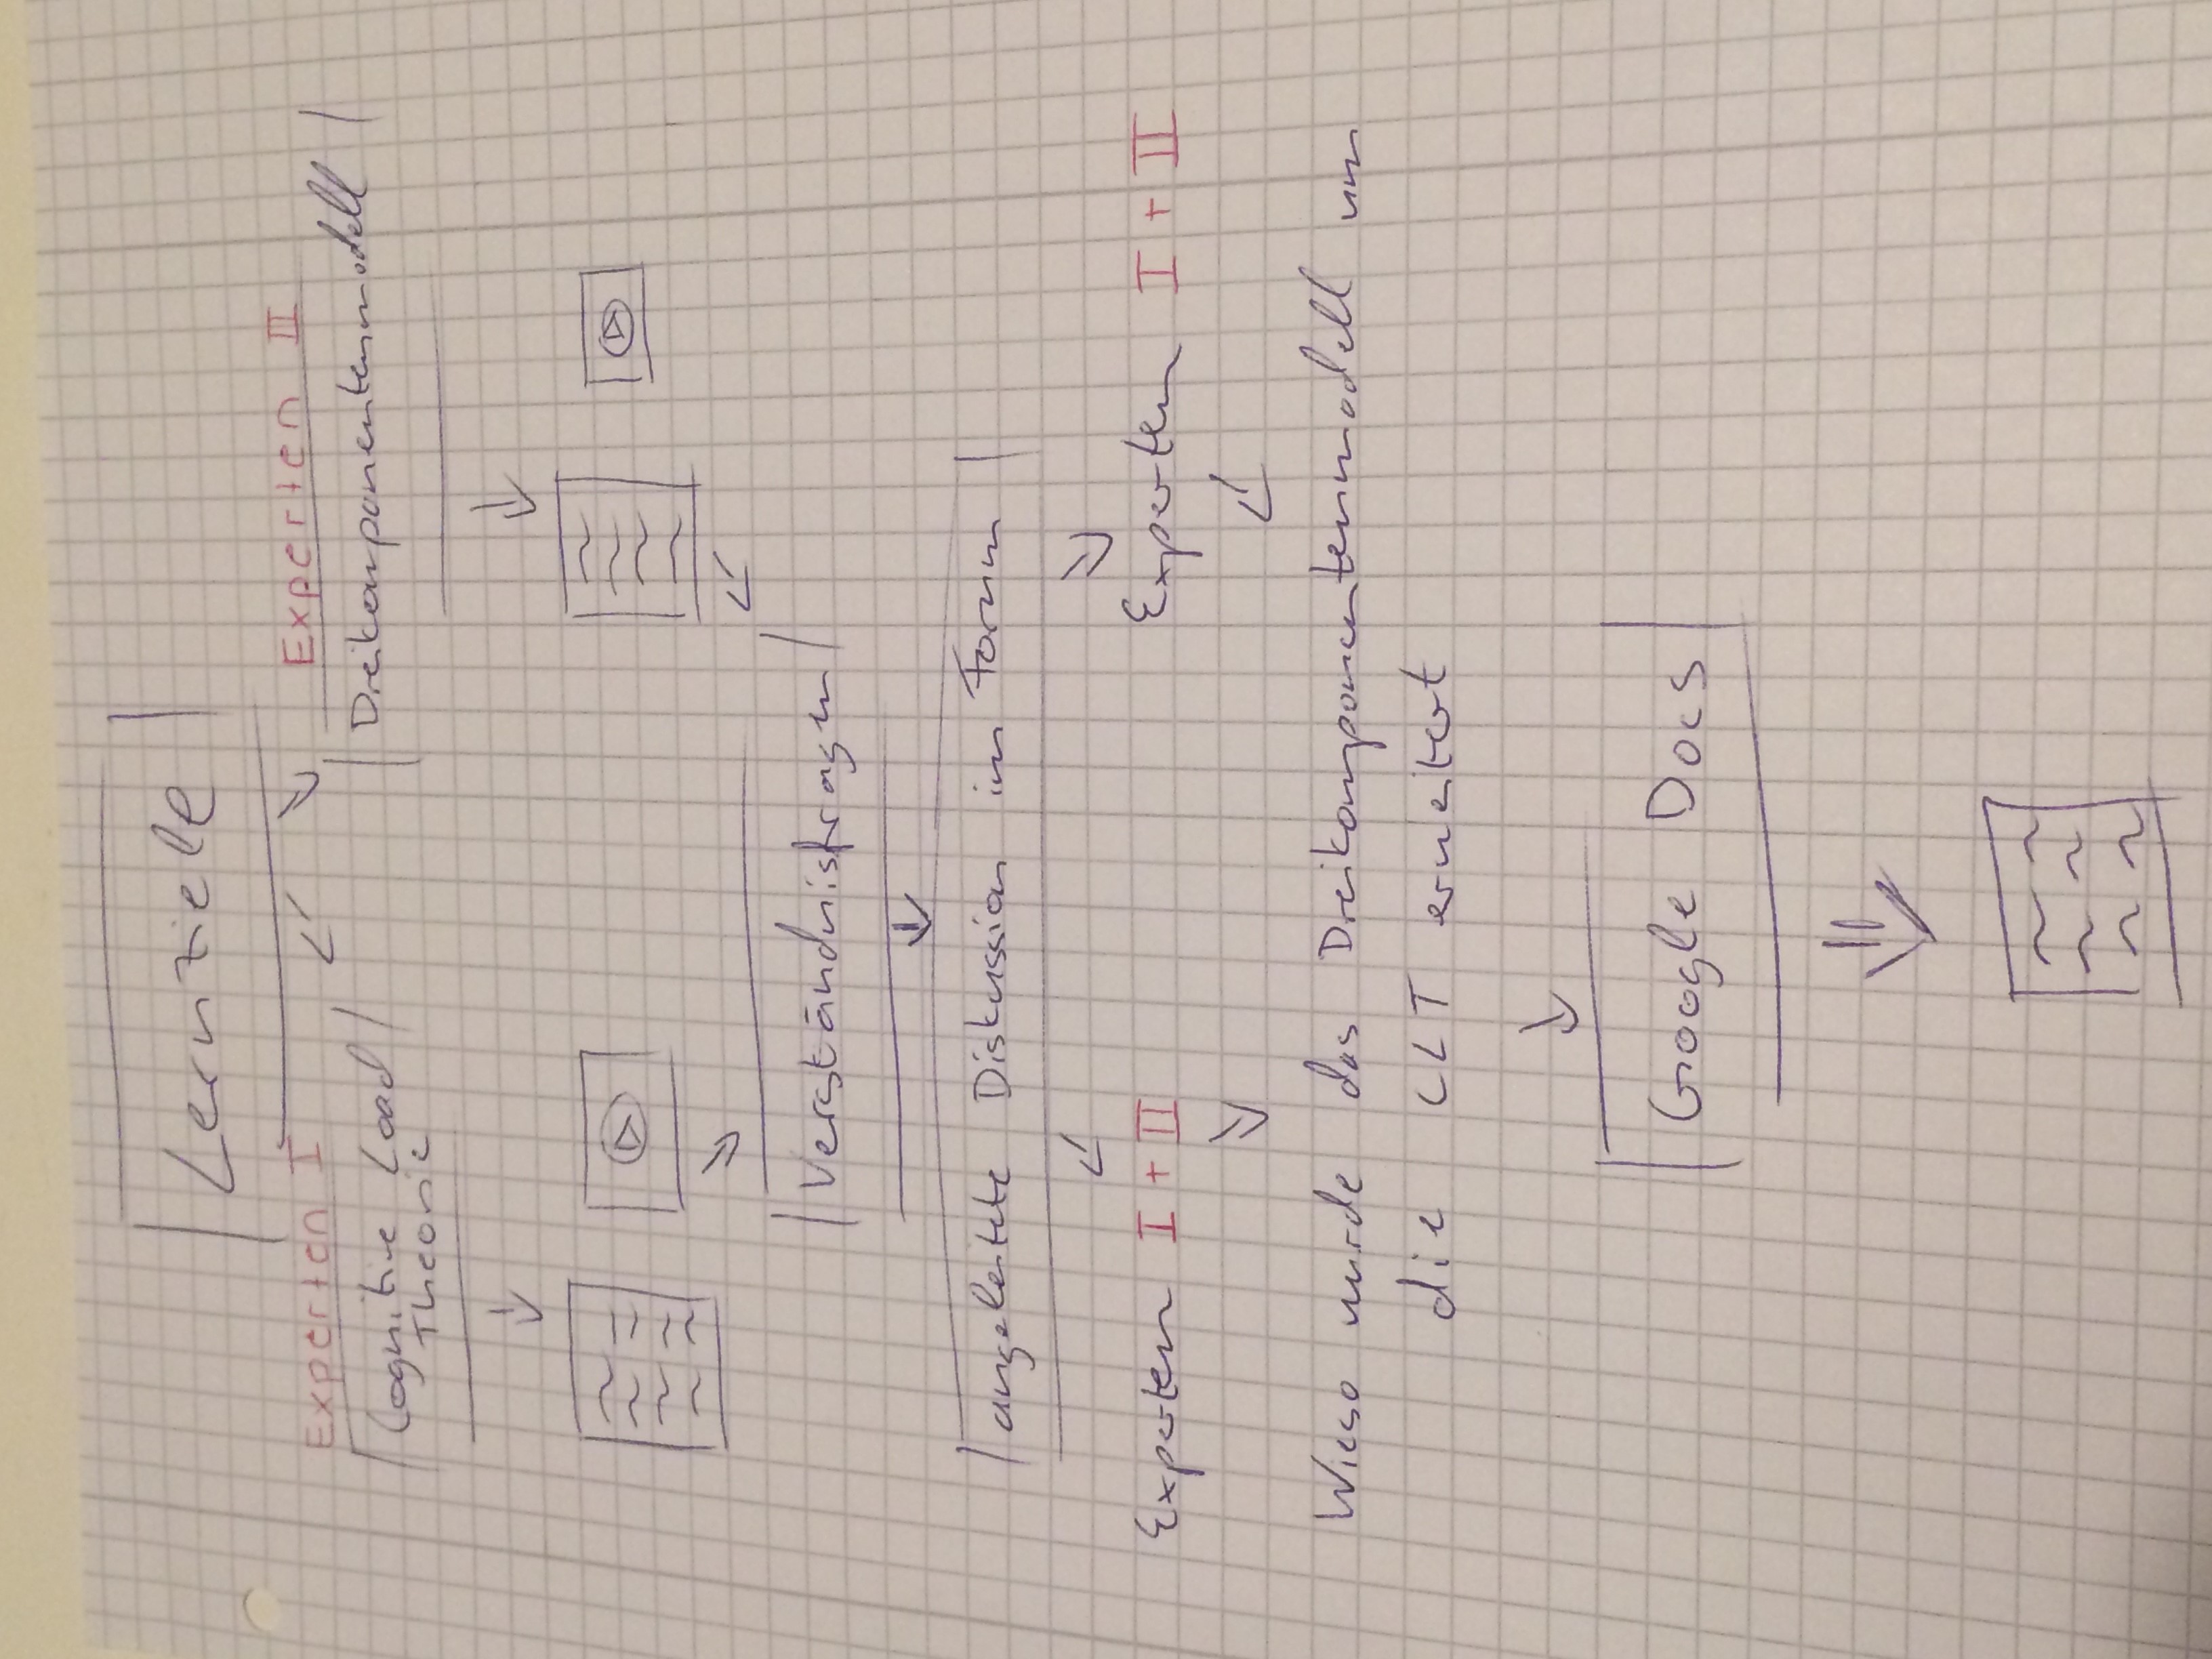 Lernziele
Experten I
Experten II
Cognitive Load
Theorie
Dreikomponentenmodell
Verständnisfragen
angeleitete Diskussion im Forum
Experten I + II
Experten I + II
Wieso wurde das Dreikomponentenmodell um
die CLT erweitert
Google Docs